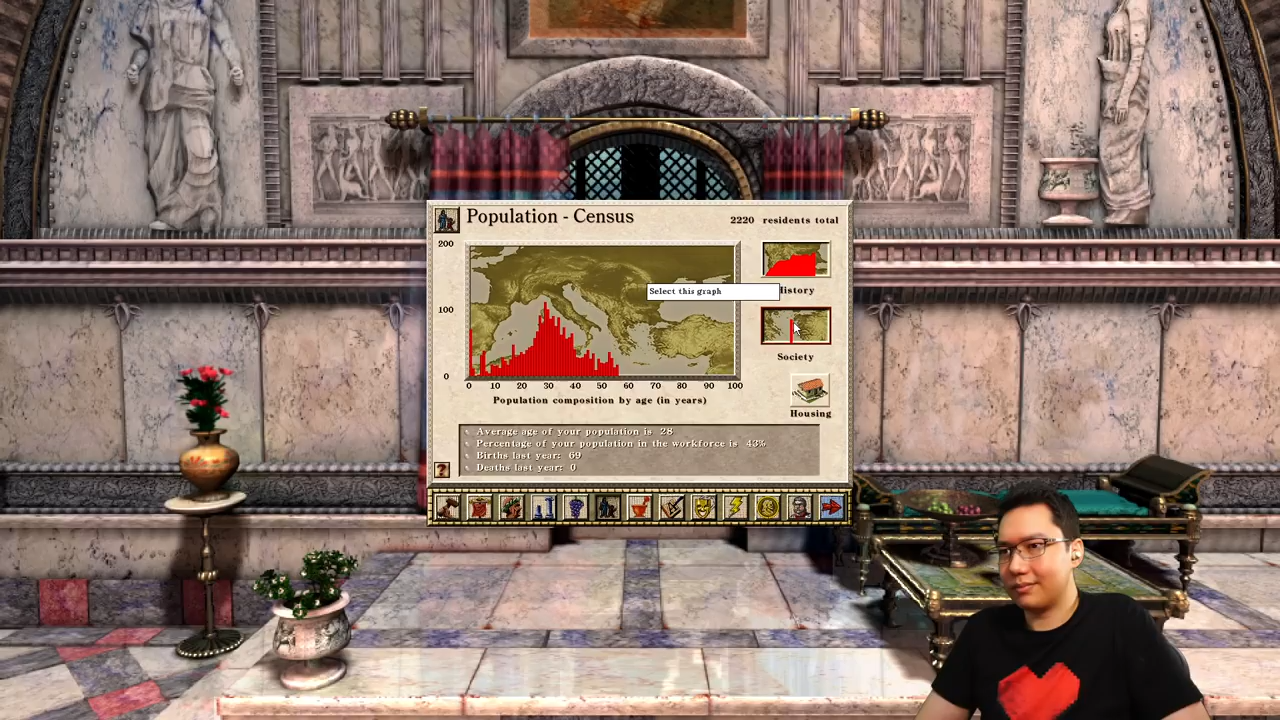 Population - Census
2220 residents total
200
100
0
0 10 20 30 40 50 60 70 80 90 100
Population composition by age (in years)
Select this graph
History
Society
Housing
Average age of your population is 28
Percentage of your population in the workforce is 43%
Births last year: 69
Deaths last year: 0
?